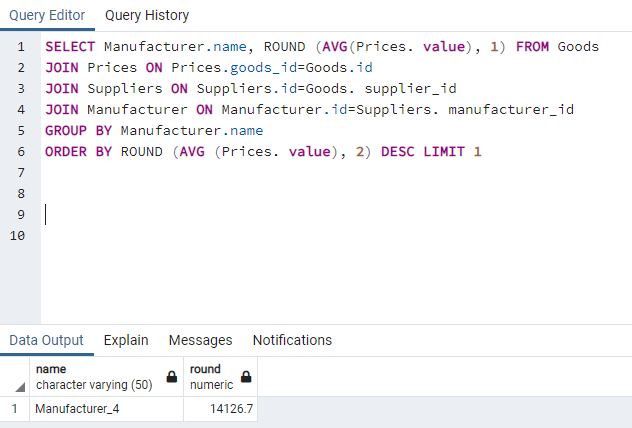 Query Editor Query History
1 SELECT Manufacturer.name, ROUND (AVG(Prices. value), 1) FROM Goods
2 JOIN Prices ON Prices.goods_id=Goods.id
3 JOIN Suppliers ON Suppliers.id=Goods. supplier_id
4 JOIN Manufacturer ON Manufacturer.id=Suppliers. manufacturer_id
5 GROUP BY Manufacturer.name
6 ORDER BY ROUND (AVG (Prices. value), 2) DESC LIMIT 1
7
8
9
10
Data Output Explain Messages Notifications
name round
character varying (50) numeric
1 Manufacturer_4 14126.7